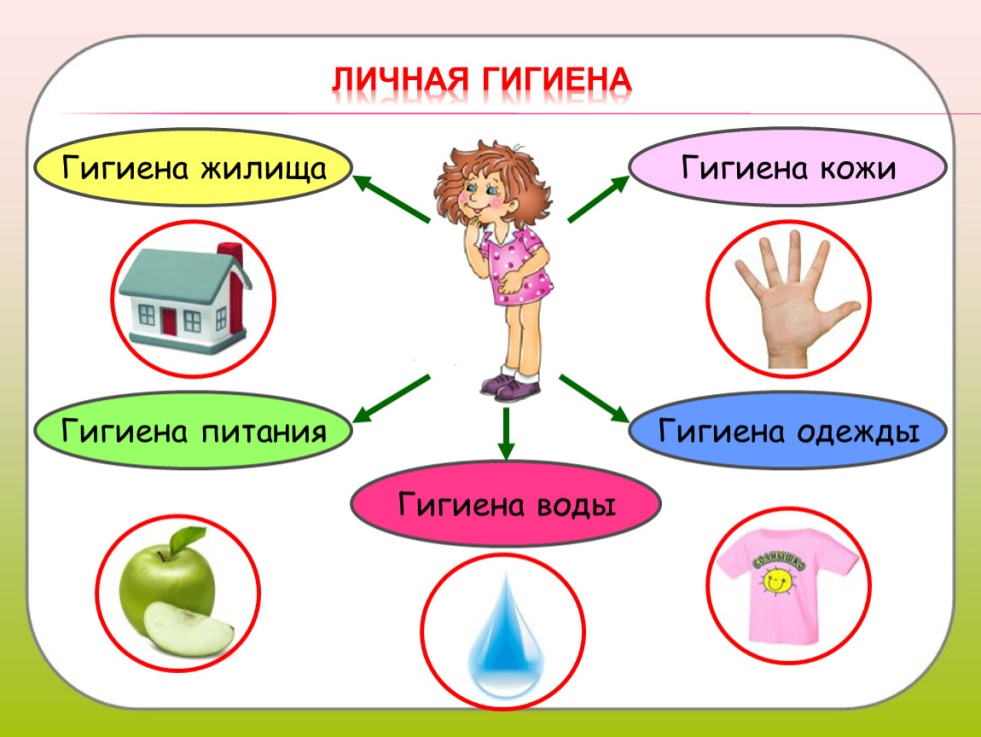 ЛИЧНАЯ ГИГИЕНА
Гигиена жилища
Гигиена кожи
Гигиена питания
Гигиена одежды
Гигиена воды
СОЛНЫШКО